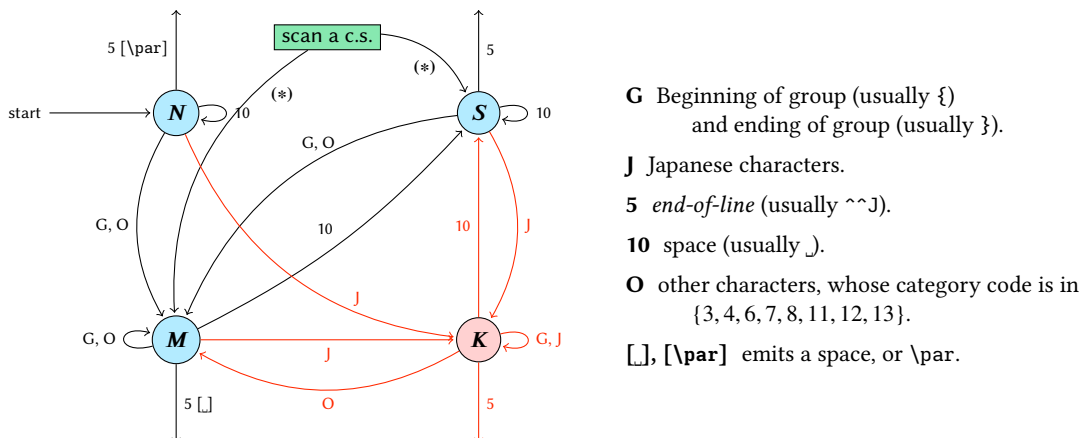 5 [\par]
scan a c.s.
5
(∗)
(∗)
start
N
10
S
10
G, O
G, O
10
10
J
J
G, O
M
J
K
G, J
O
5 [␣]
5
G Beginning of group (usually {)
and ending of group (usually }).
J Japanese characters.
5 end-of-line (usually ^^J).
10 space (usually ␣).
O other characters, whose category code is in
{3, 4, 6, 7, 8, 11, 12, 13}.
[␣], [\par] emits a space, or \par.